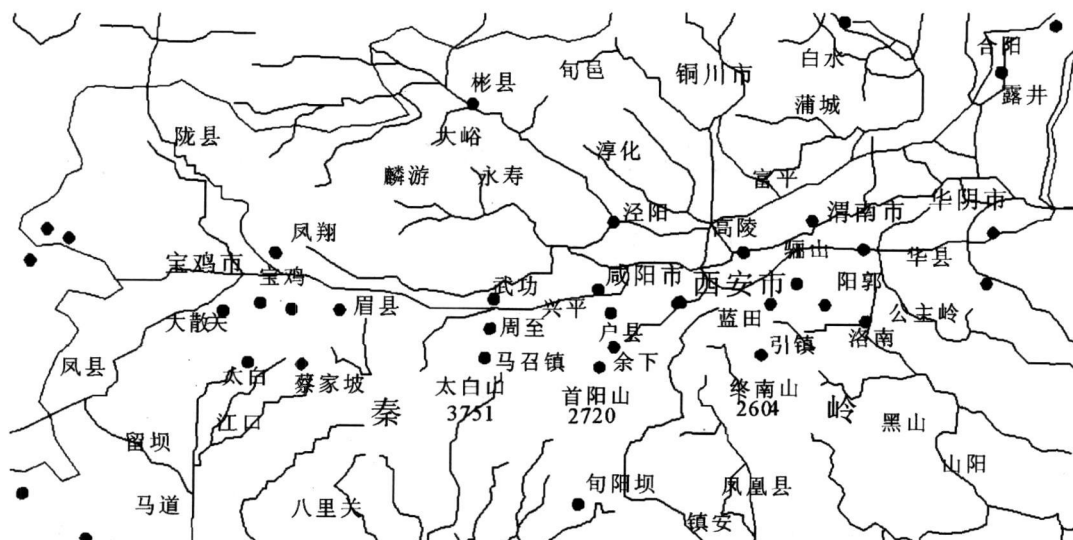 合阳
白水
彬县
旬邑
铜川市
露井
蒲城
陇县
大峪
淳化
麟游
永寿
富平
华阴市
泾阳
渭南市
凤翔
高陵
骊山
华县
宝鸡市
宝鸡
咸阳市
西安市
阳郭
武功
兴平
眉县
公主岭
大散关
蓝田
周至
户县
洛南
引镇
凤县
马召镇
余下
太白
蔡家坡
太白山
3751
首阳山
2720
终南山
2604
秦
岭
江口
黑山
留坝
山阳
旬阳坝
凤凰县
马道
八里关
镇安